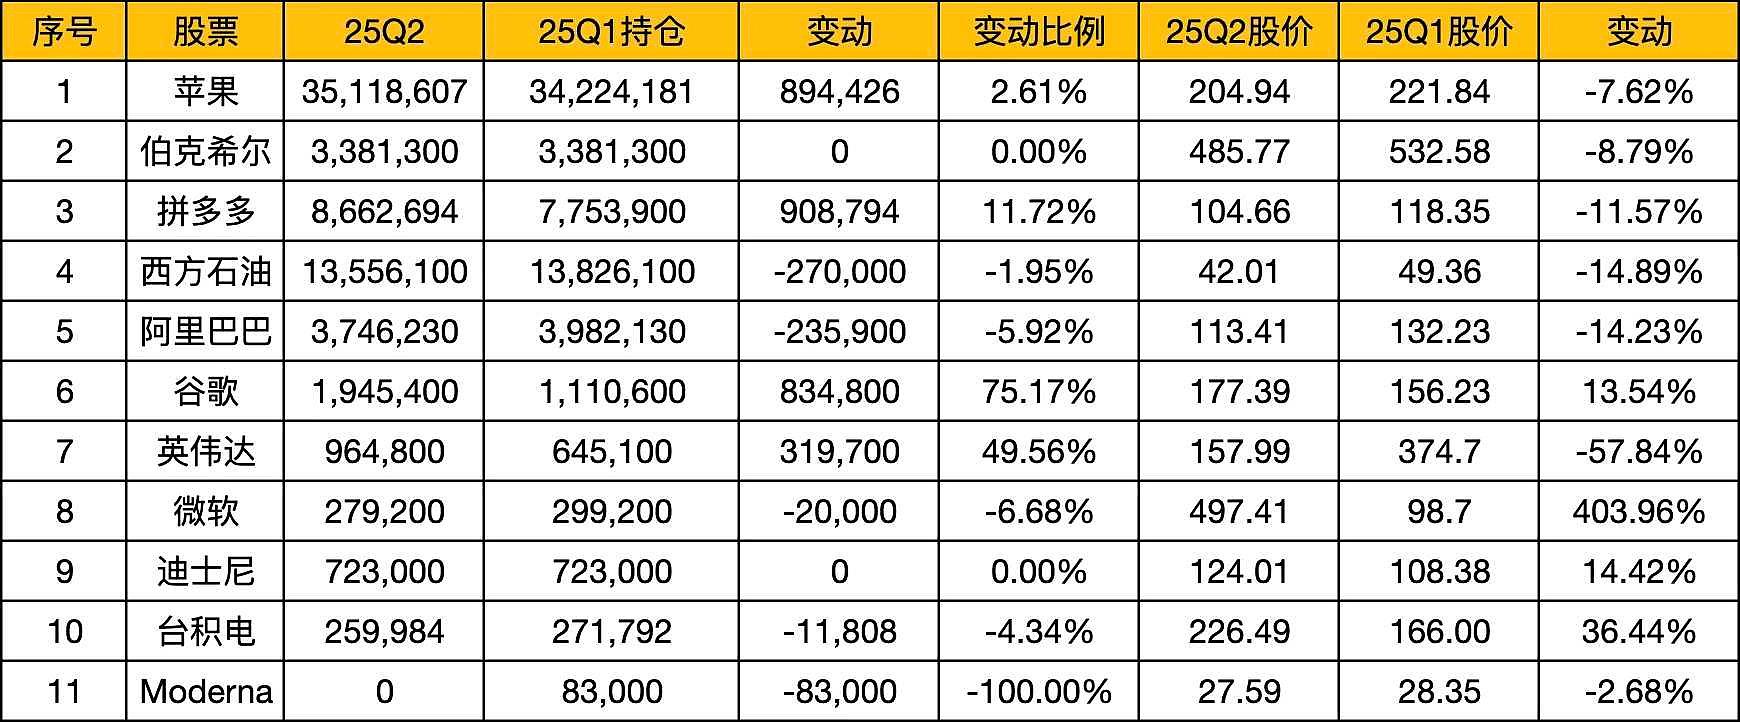 序号 股票 25Q2 25Q1持仓 变动 变动比例 25Q2股价 25Q1股价 变动
1 苹果 35,118,607 34,224,181 894,426 2.61% 204.94 221.84 -7.62%
2 伯克希尔 3,381,300 3,381,300 0 0.00% 485.77 532.58 -8.79%
3 拼多多 8,662,694 7,753,900 908,794 11.72% 104.66 118.35 -11.57%
4 西方石油 13,556,100 13,826,100 -270,000 -1.95% 42.01 49.36 -14.89%
5 阿里巴巴 3,746,230 3,982,130 -235,900 -5.92% 113.41 132.23 -14.23%
6 谷歌 1,945,400 1,110,600 834,800 75.17% 177.39 156.23 13.54%
7 英伟达 964,800 645,100 319,700 49.56% 157.99 374.7 -57.84%
8 微软 279,200 299,200 -20,000 -6.68% 497.41 98.7 403.96%
9 迪士尼 723,000 723,000 0 0.00% 124.01 108.38 14.42%
10 台积电 259,984 271,792 -11,808 -4.34% 226.49 166.00 36.44%
11 Moderna 0 83,000 -83,000 -100.00% 27.59 28.35 -2.68%